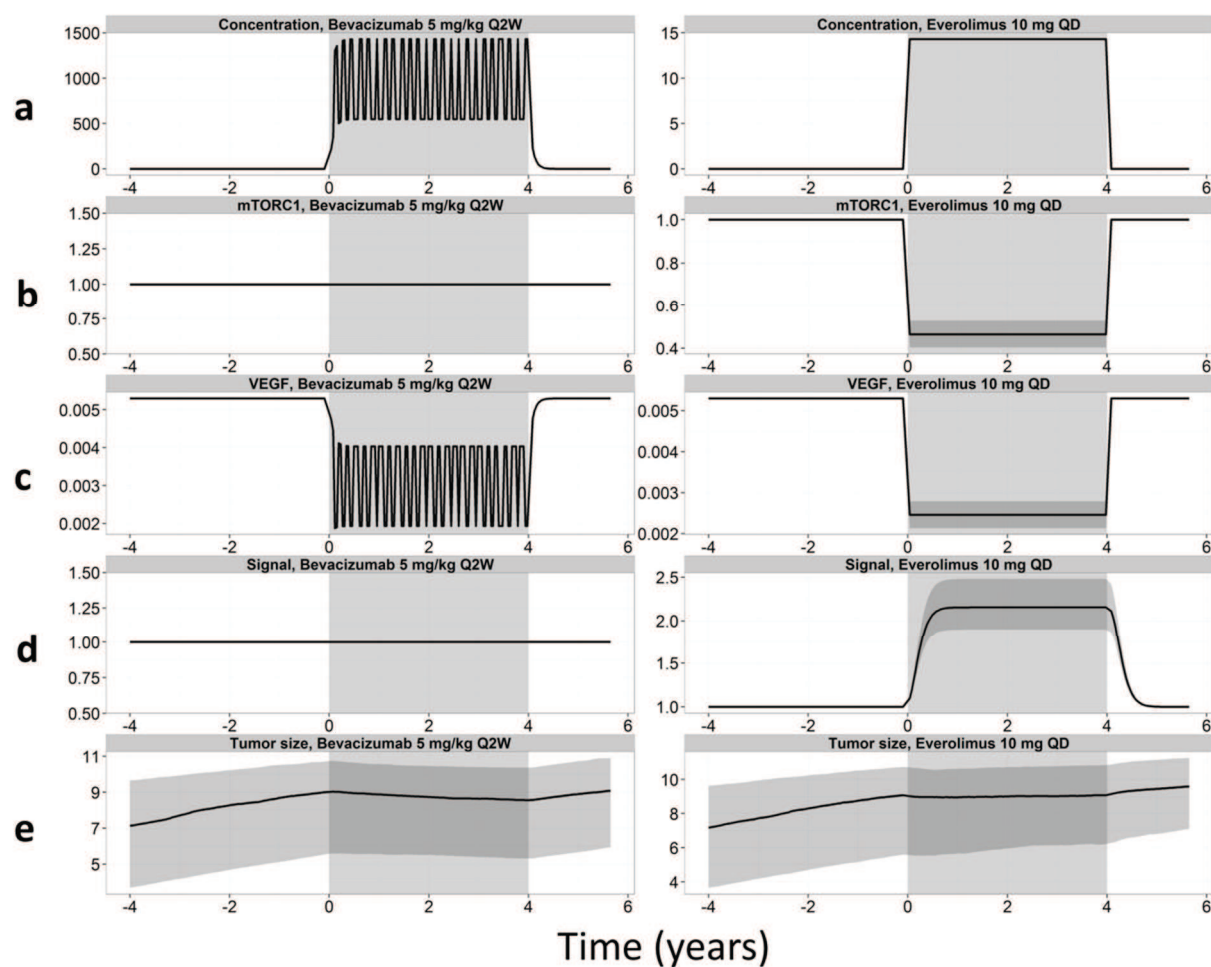 Concentration, Bevacizumab 5 mg/kg Q2W
Concentration, Everolimus 10 mg QD
a
1500
1000
500
0
-4 -2 0 2 4 6
15
10
5
0
-4 -2 0 2 4 6
mTORC1, Bevacizumab 5 mg/kg Q2W
mTORC1, Everolimus 10 mg QD
b
1.50
1.25
1.00
0.75
0.50
-4 -2 0 2 4 6
1.0
0.8
0.6
0.4
-4 -2 0 2 4 6
VEGF, Bevacizumab 5 mg/kg Q2W
VEGF, Everolimus 10 mg QD
c
0.005
0.004
0.003
0.002
-4 -2 0 2 4 6
0.005
0.004
0.003
0.002
-4 -2 0 2 4 6
Signal, Bevacizumab 5 mg/kg Q2W
Signal, Everolimus 10 mg QD
d
1.50
1.25
1.00
0.75
0.50
-4 -2 0 2 4 6
2.5
2.0
1.5
1.0
-4 -2 0 2 4 6
Tumor size, Bevacizumab 5 mg/kg Q2W
Tumor size, Everolimus 10 mg QD
e
11
9
7
5
-4 -2 0 2 4 6
10
8
6
4
-4 -2 0 2 4 6
Time (years)